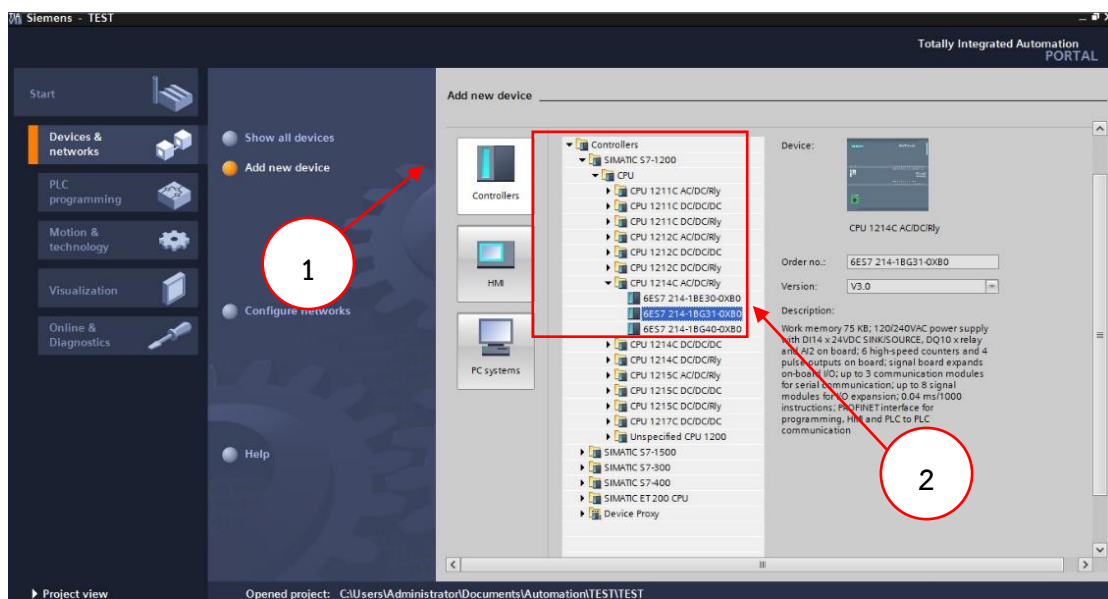 Siemens - TEST
Totally Integrated Automation
PORTAL
Start
Devices &
networks
PLC
programming
Motion &
technology
Visualization
Online &
Diagnostics
Project view
Show all devices
Add new device
Configure networks
Help
1
Add new device
Controllers
HMI
PC systems
Controllers
SIMATIC S7-1200
CPU
CPU 1211C AC/DC/Rly
CPU 1211C DC/DC/DC
CPU 1211C DC/DC/Rly
CPU 1212C AC/DC/Rly
CPU 1212C DC/DC/DC
CPU 1212C DC/DC/Rly
CPU 1214C AC/DC/Rly
6ES7 214-1BE30-0XB0
6ES7 214-1BG31-0XB0
6ES7 214-1BG40-0XB0
CPU 1214C DC/DC/DC
CPU 1214C DC/DC/Rly
CPU 1215C AC/DC/Rly
CPU 1215C DC/DC/DC
CPU 1215C DC/DC/Rly
CPU 1217C DC/DC/DC
Unspecified CPU 1200
SIMATIC S7-1500
SIMATIC S7-300
SIMATIC S7-400
SIMATIC ET 200 CPU
Device Proxy
Device:
CPU 1214C AC/DC/Rly
Order no.: 6ES7 214-1BG31-0XB0
Version: V3.0
Description:
Work memory 75 KB; 120/240VAC power supply
with DI14 x 24VDC SINK/SOURCE, DQ10 x relay
and AI2 on board; 6 high-speed counters and 4
pulse outputs on board; signal board expands
on-board I/O; up to 3 communication modules
for serial communication; up to 8 signal
modules for I/O expansion; 0.04 ms/1000
instructions; PROFINET interface for
programming, HMI and PLC to PLC
communication
2
Opened project: C:\Users\Administrator\Documents\Automation\TEST\TEST